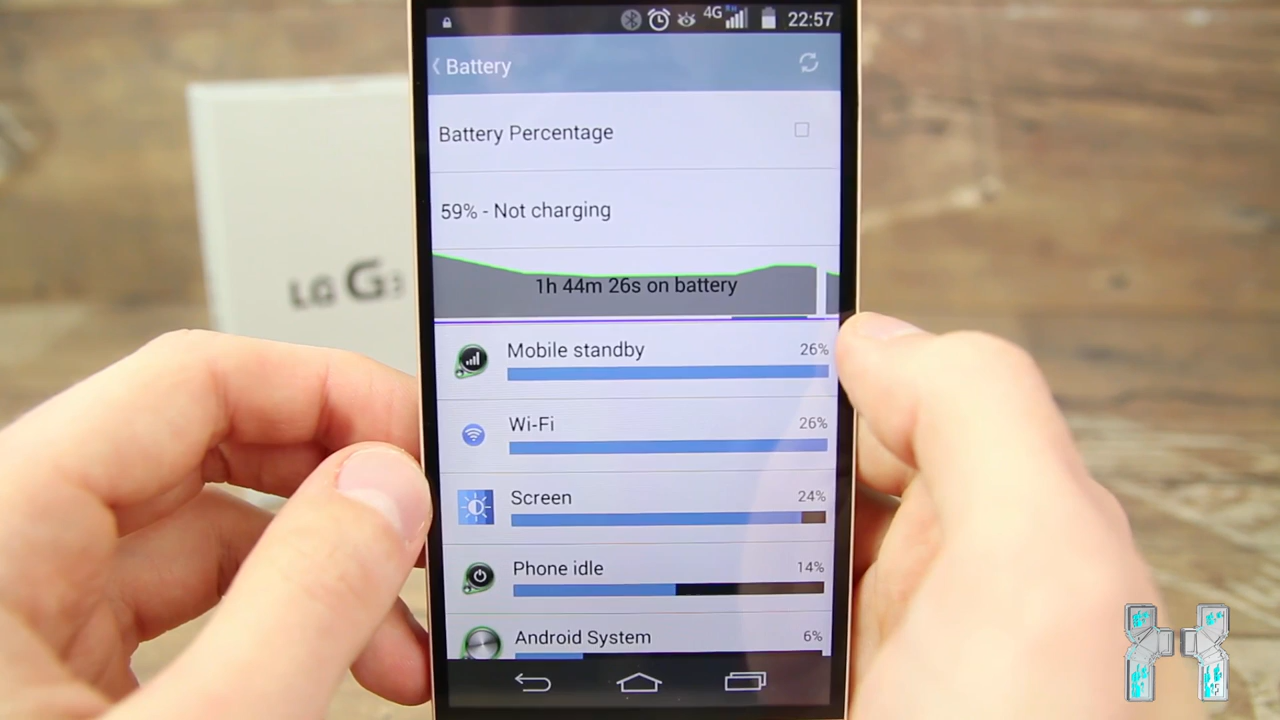 4G
22:57
Battery
Battery Percentage
59% - Not charging
1h 44m 26s on battery
LG G3
Mobile standby 26%
Wi-Fi 26%
Screen 24%
Phone idle 14%
Android System 6%